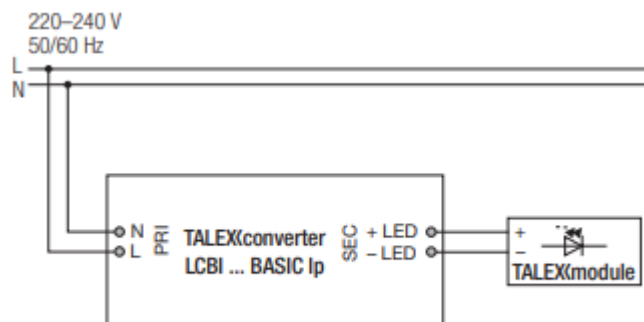 220–240 V
50/60 Hz
L
N
N
L
PRI
TALEXconverter
LCBI ... BASIC lp
SEC
+ LED
– LED
+
–
TALEXmodule